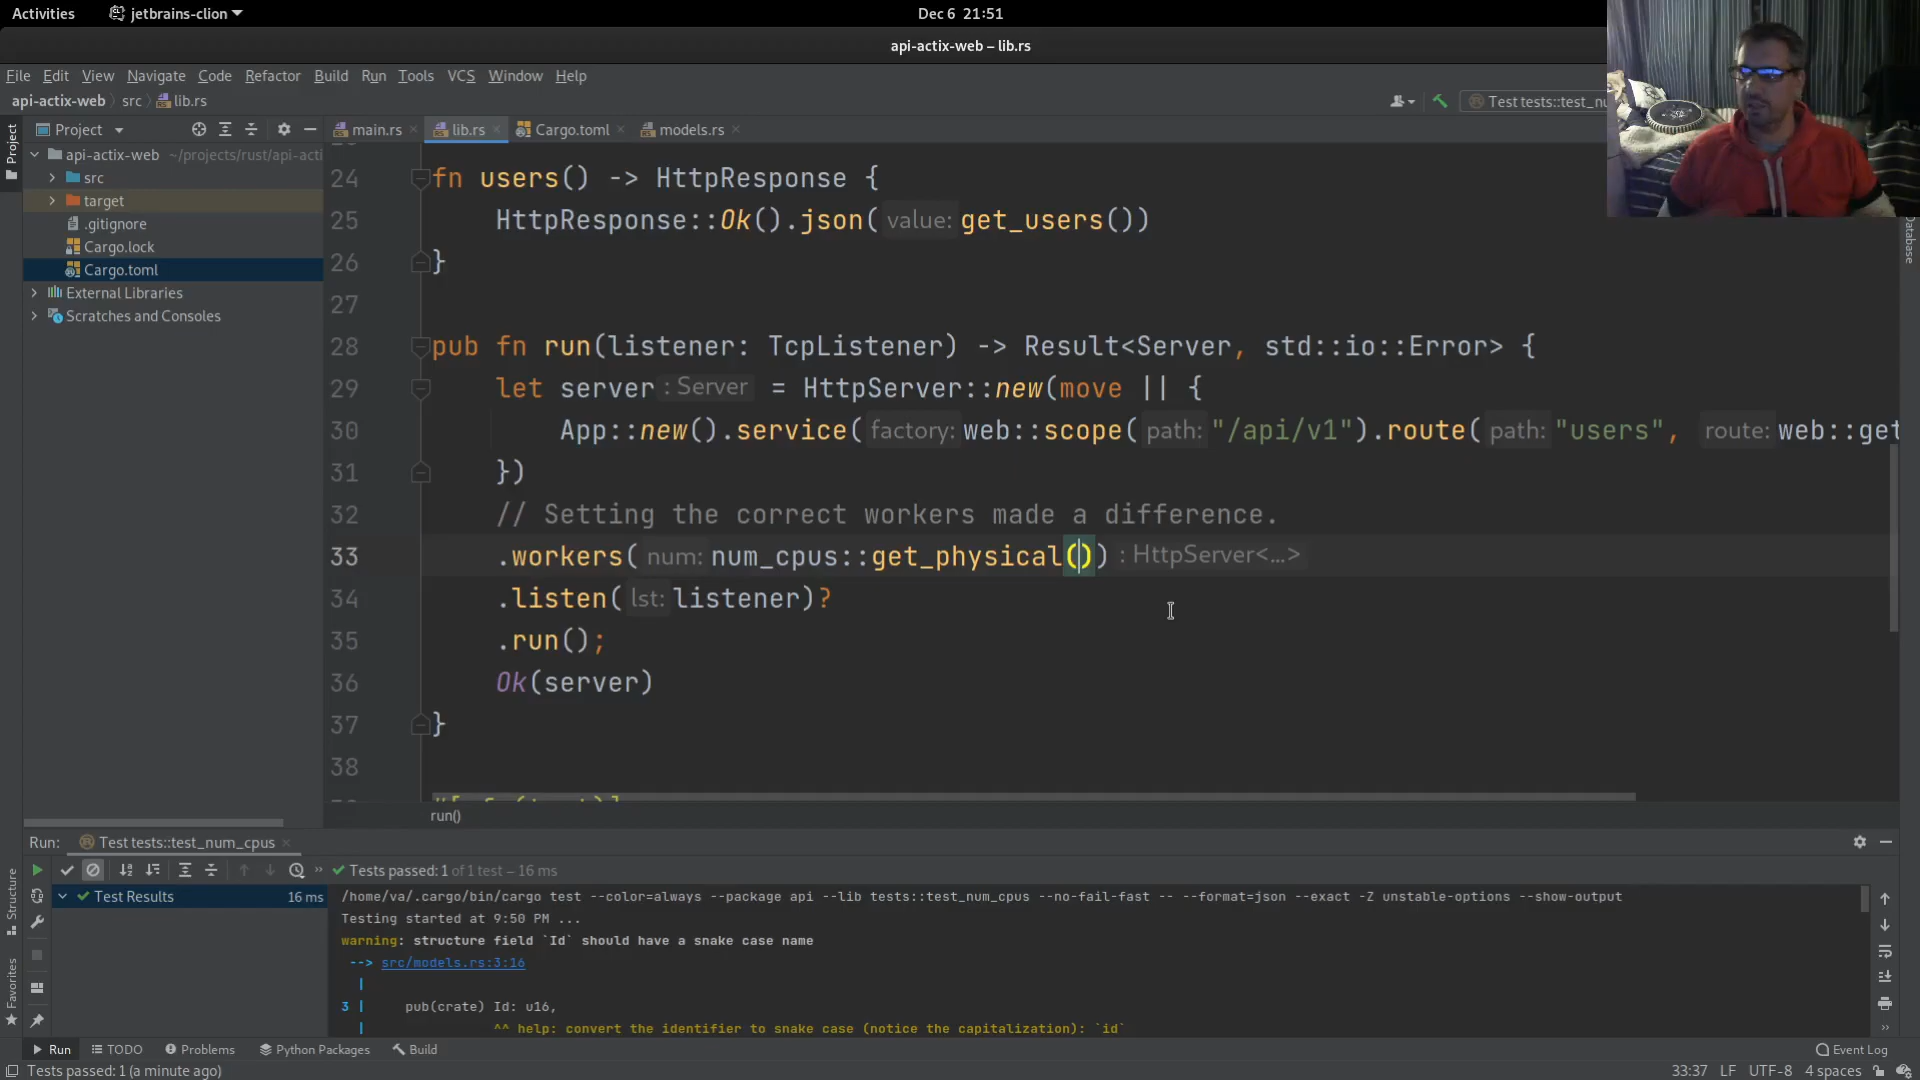 Activities
jetbrains-clion
Dec 6 21:51
api-actix-web – lib.rs
File Edit View Navigate Code Refactor Build Run Tools VCS Window Help
api-actix-web src lib.rs
Test tests::test_nu
Project
main.rs lib.rs Cargo.toml models.rs
Project
api-actix-web ~/projects/rust/api-acti
src
target
.gitignore
Cargo.lock
Cargo.toml
External Libraries
Scratches and Consoles
Database
24 fn users() -> HttpResponse {
25 HttpResponse::Ok().json( value: get_users())
26 }
27
28 pub fn run(listener: TcpListener) -> Result<Server, std::io::Error> {
29 let server : Server = HttpServer::new(move || {
30 App::new().service( factory: web::scope( path: "/api/v1").route( path: "users", route: web::get
31 })
32 // Setting the correct workers made a difference.
33 .workers( num: num_cpus::get_physical()) : HttpServer<...>
34 .listen( lst: listener)?
35 .run();
36 Ok(server)
37 }
38
run()
Run: Test tests::test_num_cpus
Tests passed: 1 of 1 test – 16 ms
Test Results 16 ms
/home/va/.cargo/bin/cargo test --color=always --package api --lib tests::test_num_cpus --no-fail-fast -- --format=json --exact -Z unstable-options --show-output
Testing started at 9:50 PM ...
warning: structure field `Id` should have a snake case name
--> src/models.rs:3:16
|
3 | pub(crate) Id: u16,
| ^^ help: convert the identifier to snake case (notice the capitalization): `id`
Structure
Favorites
Run TODO Problems Python Packages Build
Event Log
Tests passed: 1 (a minute ago)
33:37 LF UTF-8 4 spaces